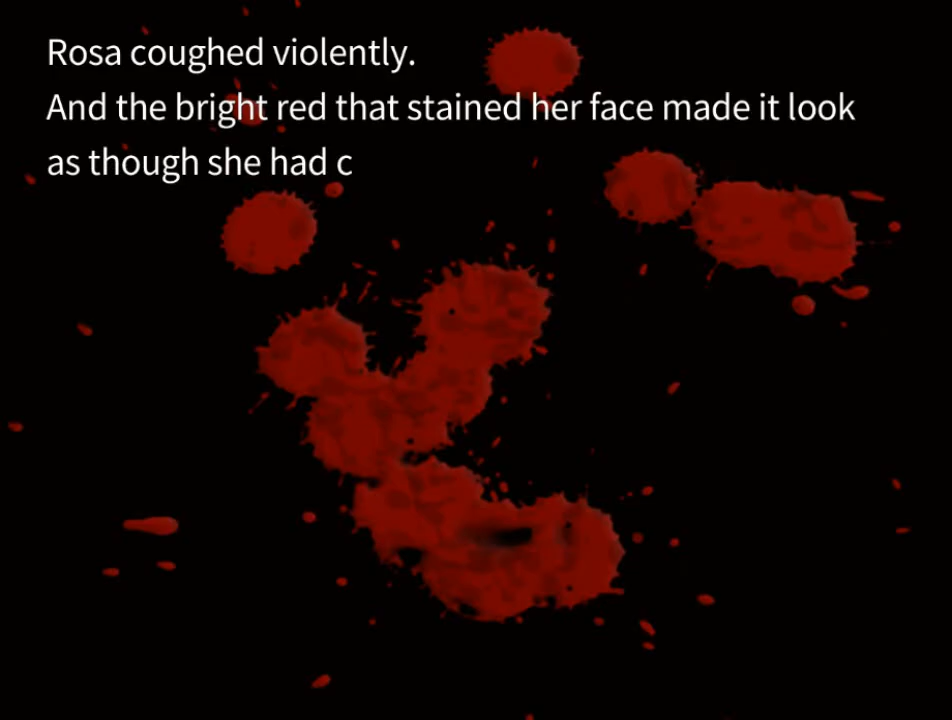 Rosa coughed violently.
And the bright red that stained her face made it look
as though she had c